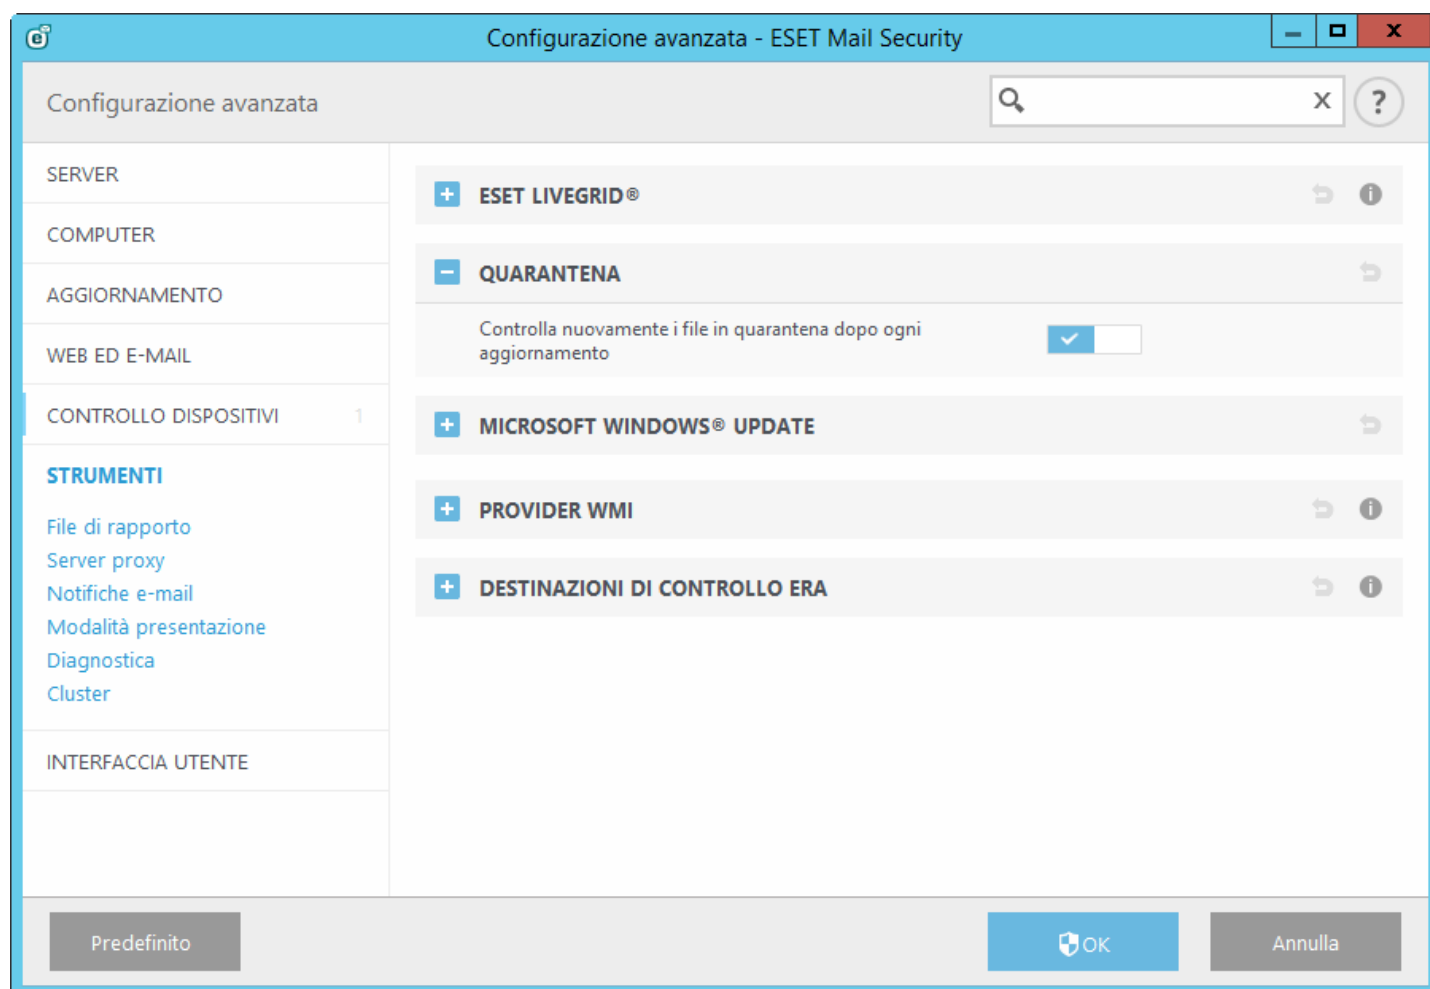 Configurazione avanzata - ESET Mail Security
Configurazione avanzata
SERVER
COMPUTER
AGGIORNAMENTO
WEB ED E-MAIL
CONTROLLO DISPOSITIVI 1
STRUMENTI
File di rapporto
Server proxy
Notifiche e-mail
Modalità presentazione
Diagnostica
Cluster
INTERFACCIA UTENTE
ESET LIVEGRID®
QUARANTENA
Controlla nuovamente i file in quarantena dopo ogni
aggiornamento
MICROSOFT WINDOWS® UPDATE
PROVIDER WMI
DESTINAZIONI DI CONTROLLO ERA
Predefinito
OK
Annulla